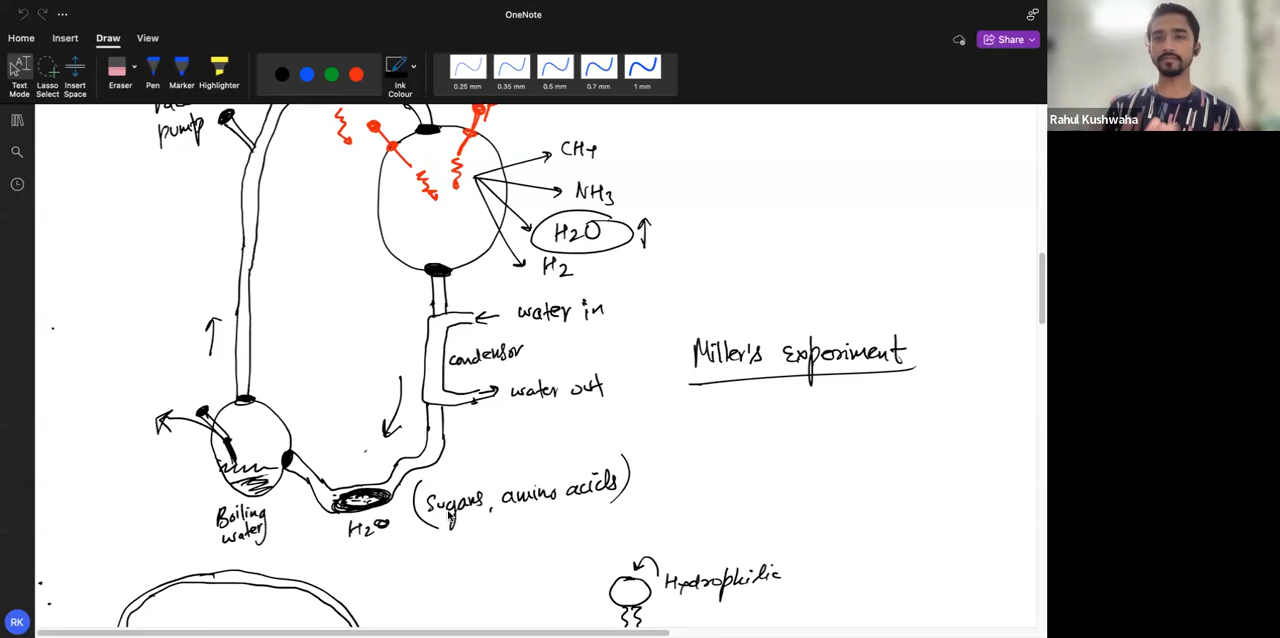 OneNote
Home Insert Draw View
Share
Text Mode
Lasso Select
Insert Space
Eraser
Pen
Marker
Highlighter
Ink Colour
0.25 mm
0.35 mm
0.5 mm
0.7 mm
1 mm
Rahul Kushwaha
pump
CH4
NH3
H2O
H2
water in
condensor
water out
Miller's experiment
(Sugars, amino acids)
Boiling water
H2O
Hydrophilic
RK